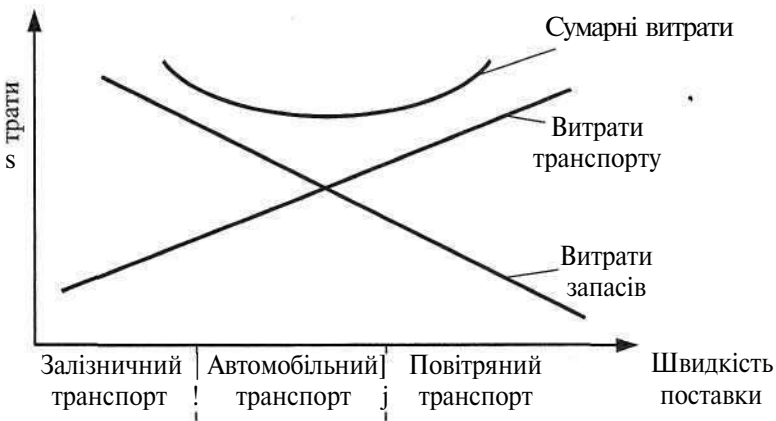 Сумарні витрати
трати
s
Витрати
транспорту
Витрати
запасів
Залізничний | Автомобільний] Повітряний
транспорт ! транспорт j транспорт
Швидкість
поставки